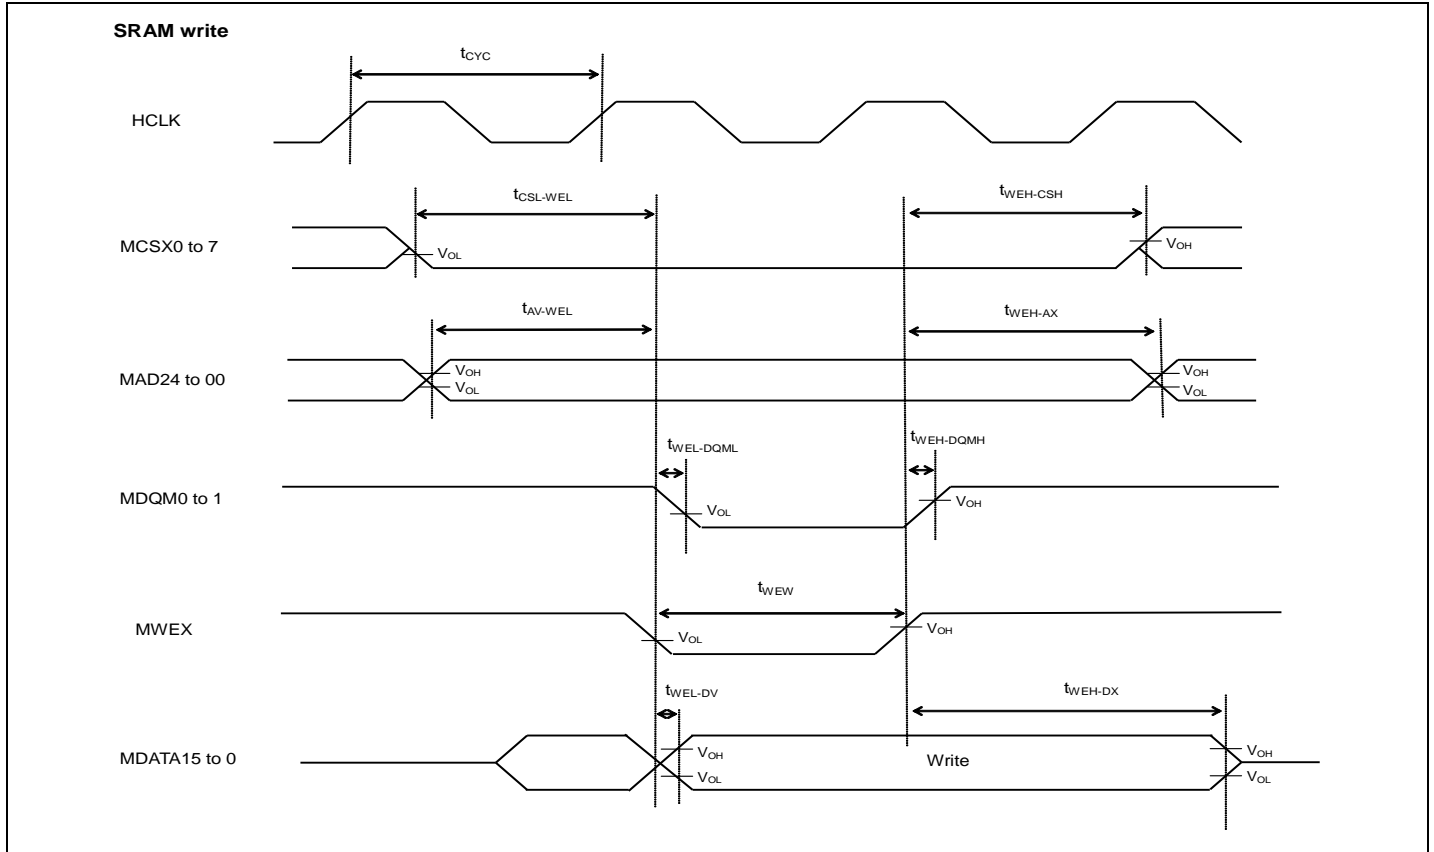 SRAM write
tCYC
HCLK
tCSL-WEL
tWEH-CSH
MCSX0 to 7
VOL
VOH
tAV-WEL
tWEH-AX
MAD24 to 00
VOH
VOH
VOL
VOL
tWEL-DQML
tWEH-DQMH
MDQM0 to 1
VOL
VOH
tWEW
MWEX
VOL
VOH
tWEL-DV
tWEH-DX
MDATA15 to 0
VOH
Write
VOH
VOL
VOL